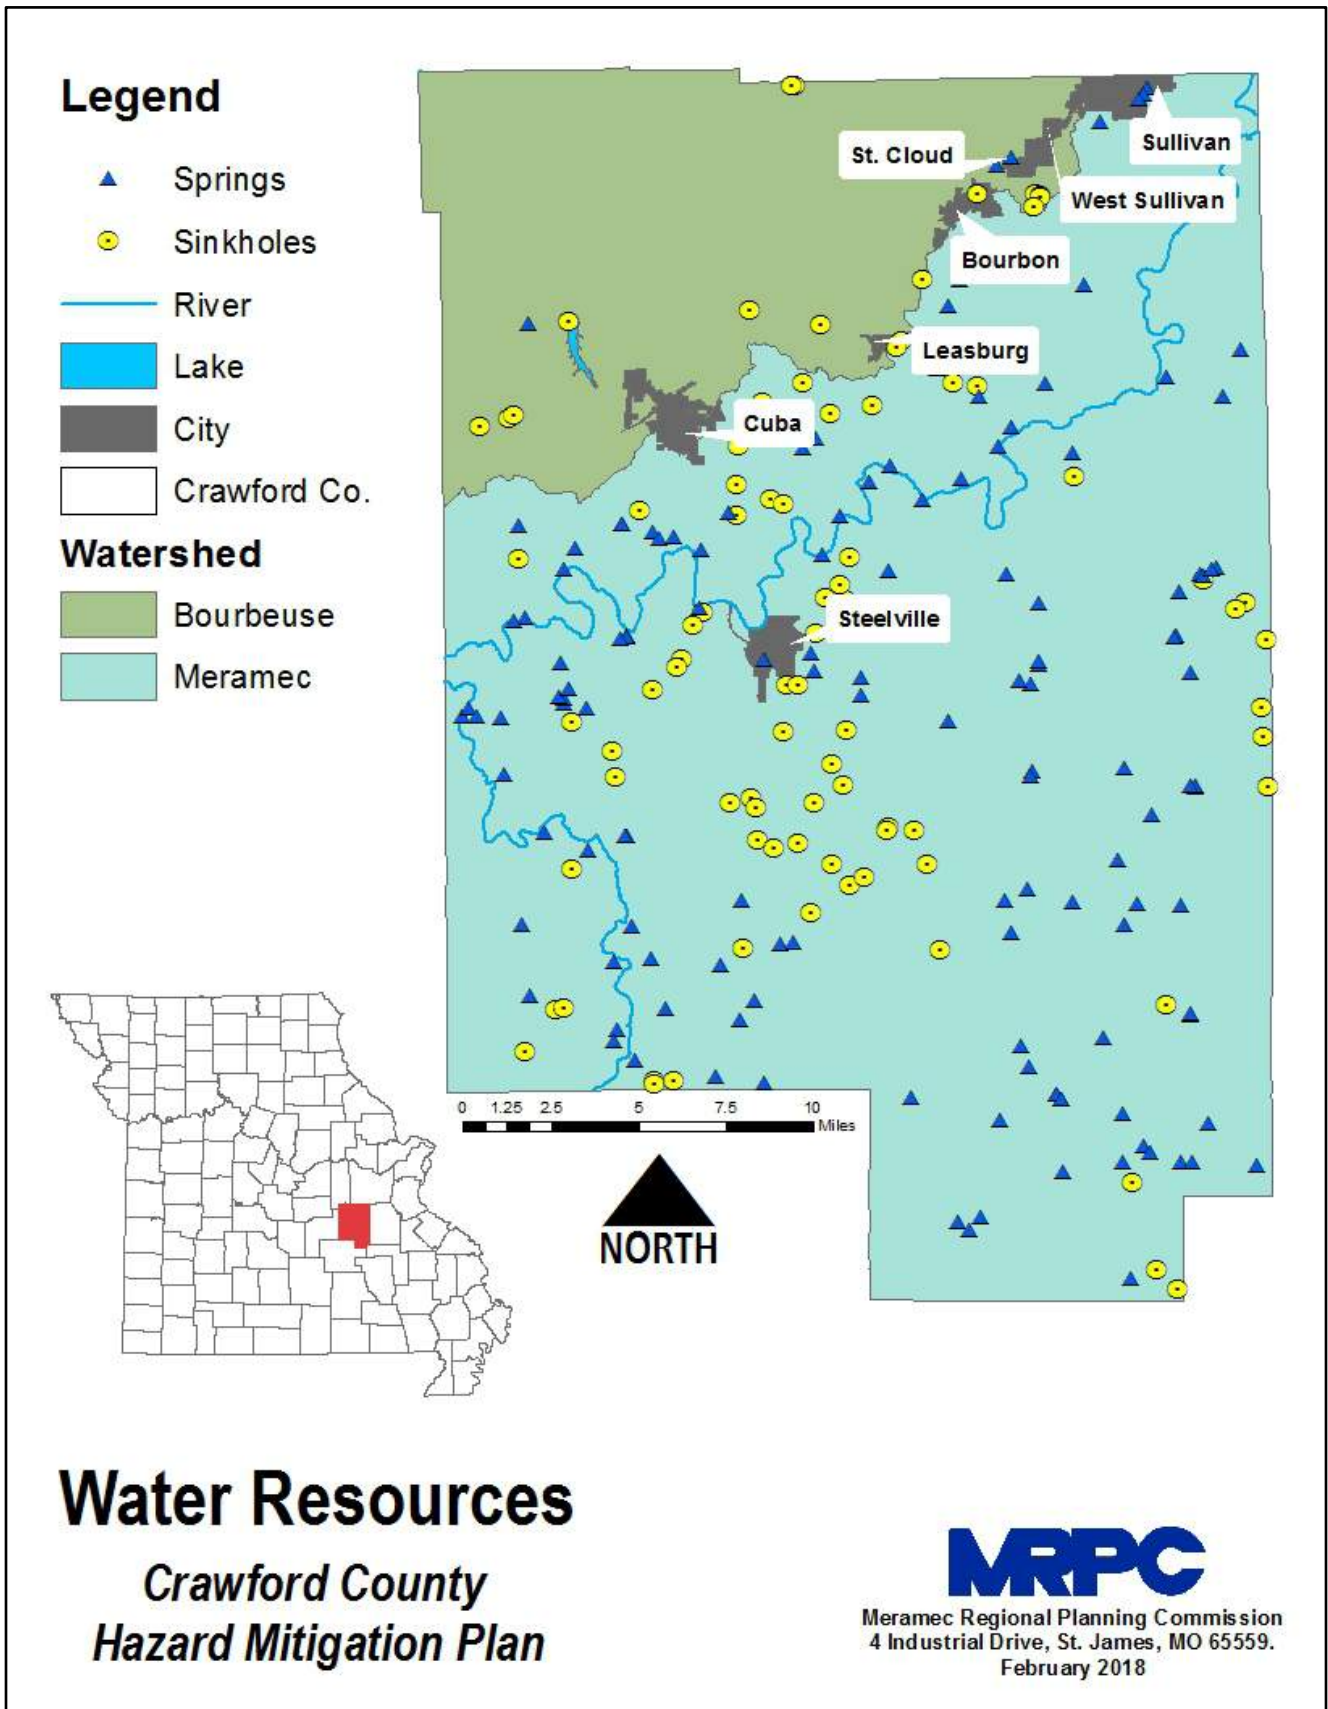 Legend
Springs
Sinkholes
River
Lake
City
Crawford Co.
Watershed
Bourbeuse
Meramec
Sullivan
St. Cloud
West Sullivan
Bourbon
Leasburg
Cuba
Steelville
0 1.25 2.5 5 7.5 10
Miles
NORTH
Water Resources
Crawford County
Hazard Mitigation Plan
MRPC
Meramec Regional Planning Commission
4 Industrial Drive, St. James, MO 65559.
February 2018